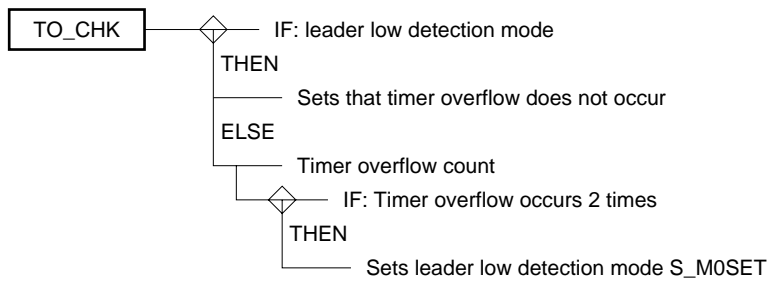 TO_CHK
IF: leader low detection mode
THEN
Sets that timer overflow does not occur
ELSE
Timer overflow count
IF: Timer overflow occurs 2 times
THEN
Sets leader low detection mode S_M0SET